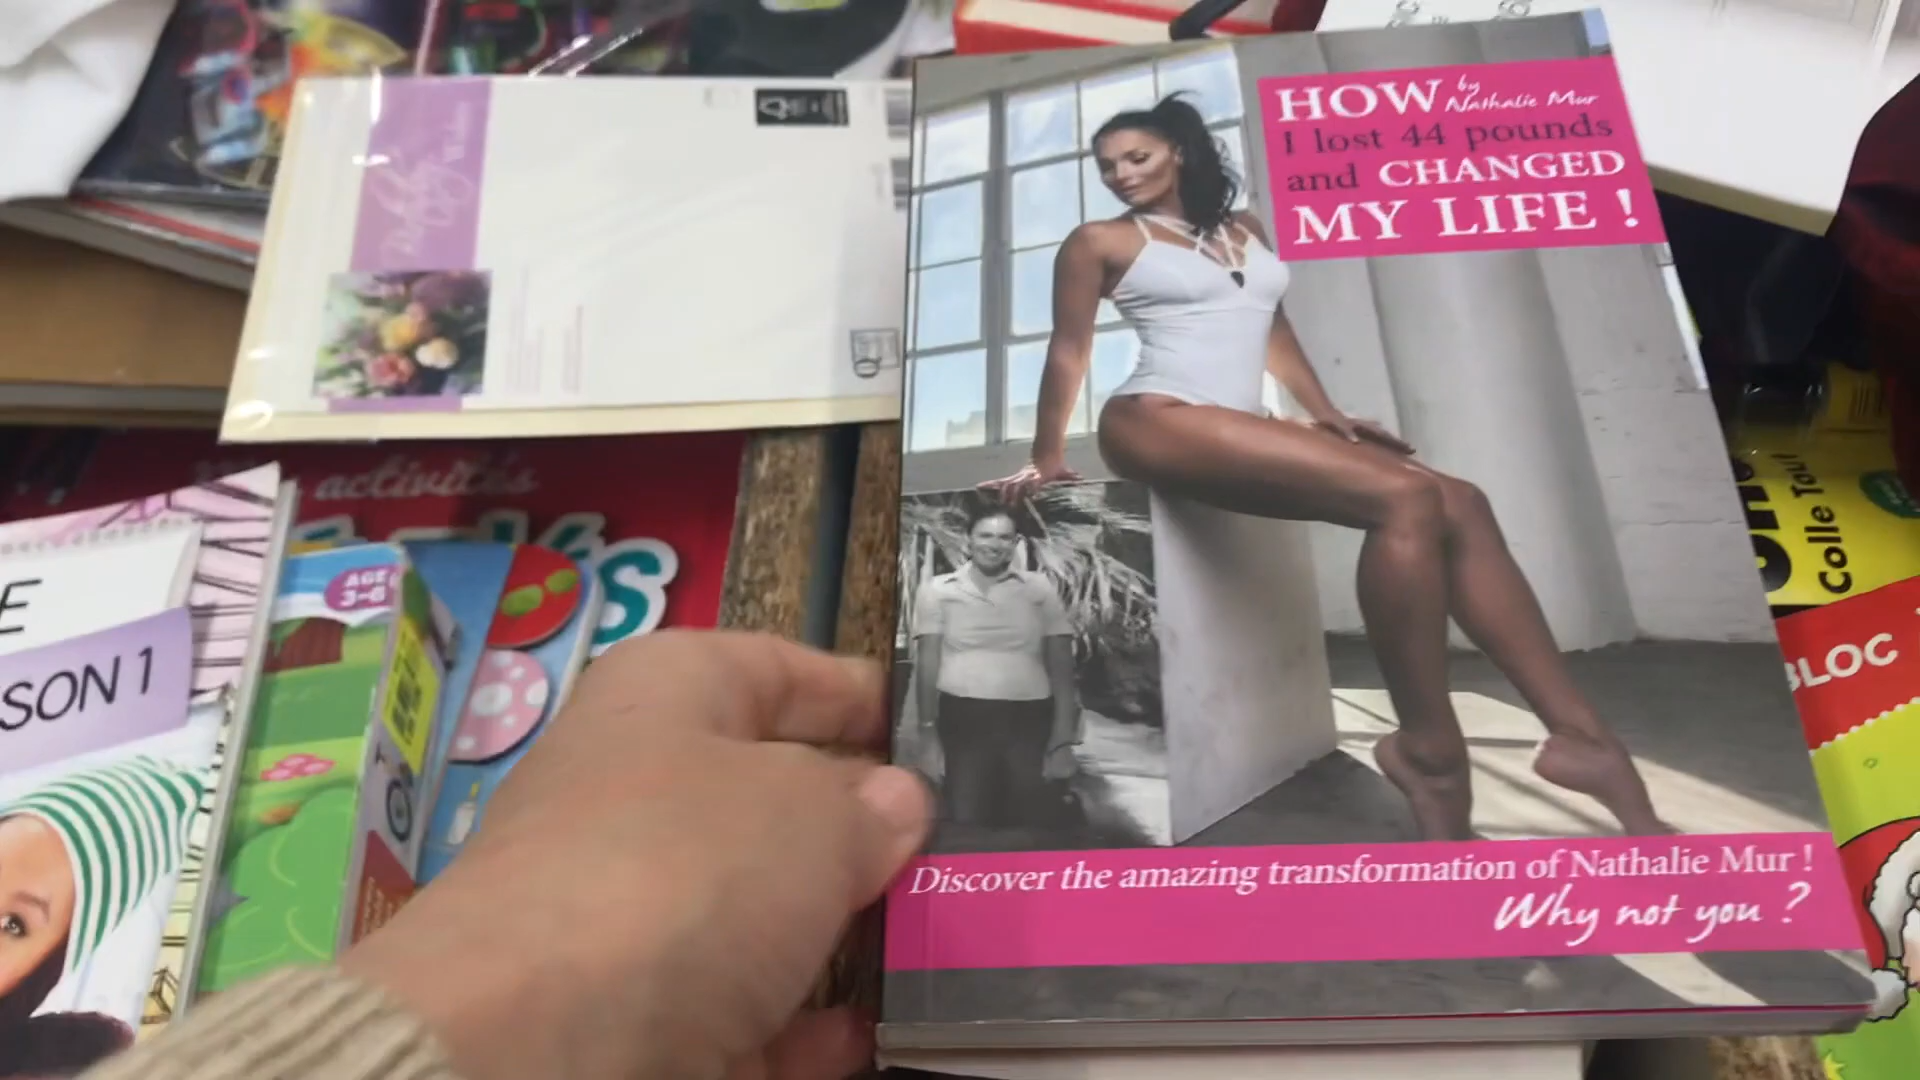 HOW by Nathalie Mur
I lost 44 pounds
and CHANGED
MY LIFE !
Discover the amazing transformation of Nathalie Mur !
Why not you ?
activités
AGE
3-6
SON 1
Colle Tout
BLOC